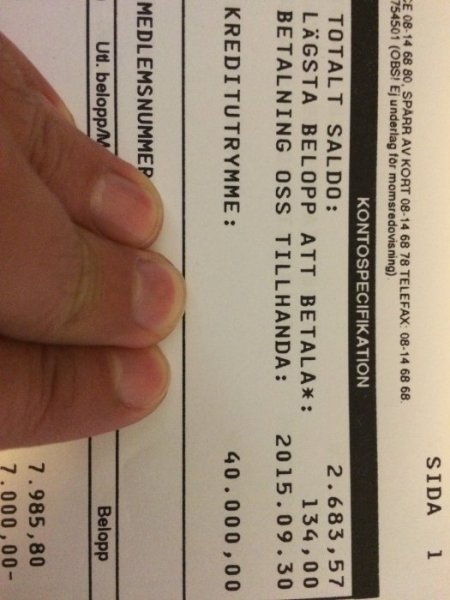 SIDA 1
CE 08-14 68 80, SPÄRR AV KORT 08-14 68 78 TELEFAX: 08-14 68 68.
754501 (OBS! Ej underlag för momsredovisning).
KONTOSPECIFIKATION
TOTALT SALDO: 2.683,57
LÄGSTA BELOPP ATT BETALA*: 134,00
BETALNING OSS TILLHANDA: 2015.09.30
KREDITUTRYMME: 40.000,00
MEDLEMSNUMMER
Utl. belopp/M Belopp
7.985,80
7.000,00-